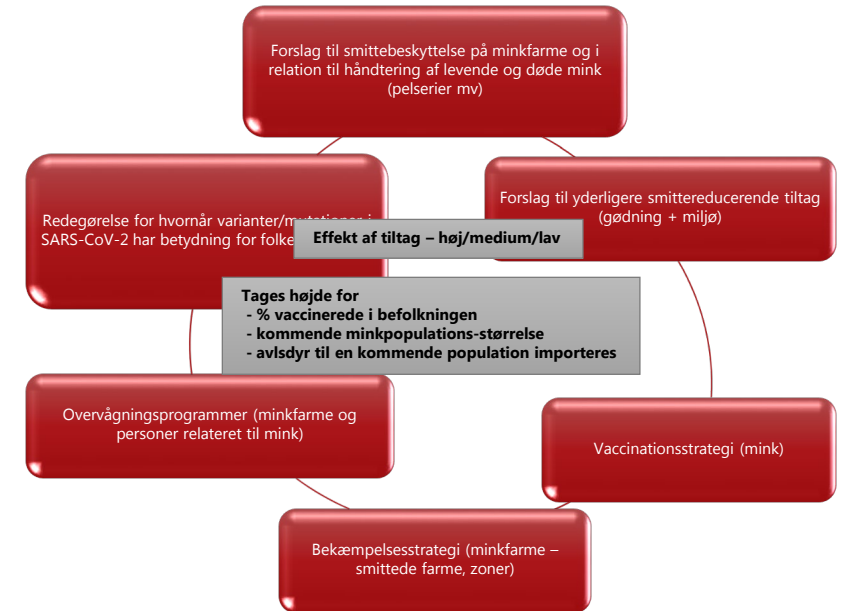 Forslag til smittebeskyttelse på minkfarme og i
relation til håndtering af levende og døde mink
(pelserier mv)
Forslag til yderligere smittereducerende tiltag
(gødning + miljø)
Redegørelse for hvornår varianter/mutationer i
SARS-CoV-2 har betydning for
Effekt af tiltag – høj/medium/lav
Tages højde for
- % vaccinerede i befolkningen
- kommende minkpopulations-størrelse
- avlsdyr til en kommende population importeres
Overvågningsprogrammer (minkfarme og
personer relateret til mink)
Vaccinationsstrategi (mink)
Bekæmpelsesstrategi (minkfarme –
smittede farme, zoner)